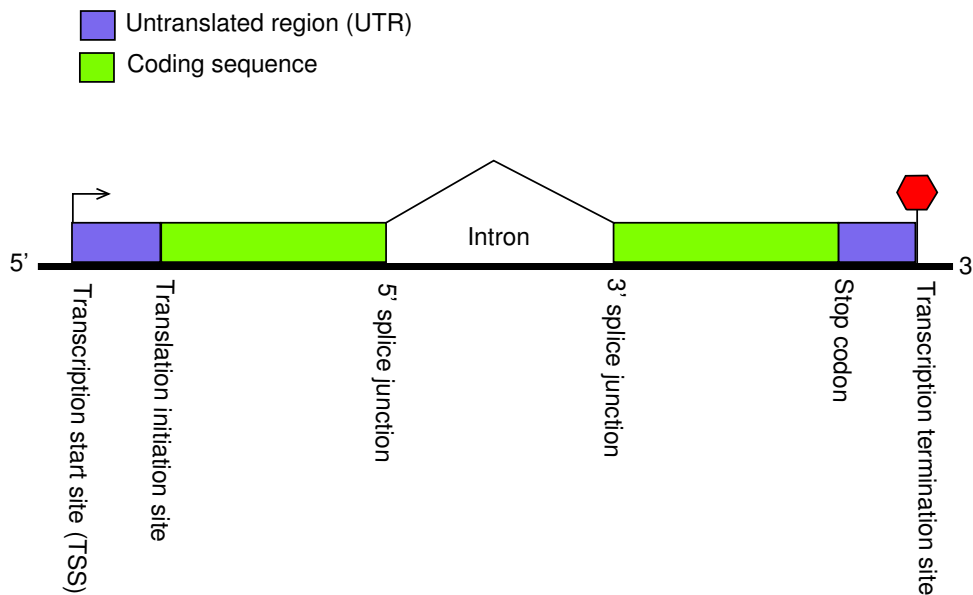 Untranslated region (UTR)
Coding sequence
Intron
5’
3
Transcription start site (TSS)
Translation initiation site
5’ splice junction
3’ splice junction
Stop codon
Transcription termination site